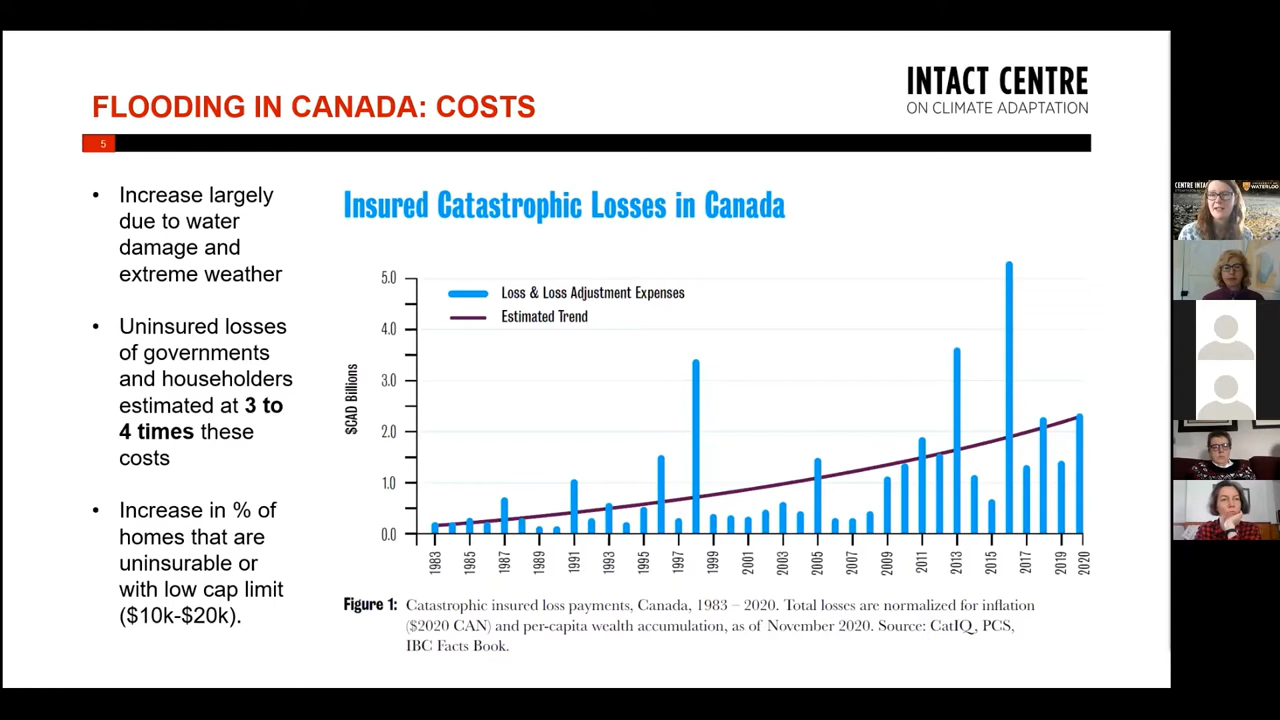 INTACT CENTRE
ON CLIMATE ADAPTATION
FLOODING IN CANADA: COSTS
5
• Increase largely
due to water
damage and
extreme weather
• Uninsured losses
of governments
and householders
estimated at 3 to
4 times these
costs
• Increase in % of
homes that are
uninsurable or
with low cap limit
($10k-$20k).
Insured Catastrophic Losses in Canada
Loss & Loss Adjustment Expenses
Estimated Trend
$CAD Billions
5.0
4.0
3.0
2.0
1.0
0.0
1983 1985 1987 1989 1991 1993 1995 1997 1999 2001 2003 2005 2007 2009 2011 2013 2015 2017 2019 2020
Figure 1: Catastrophic insured loss payments, Canada, 1983 – 2020. Total losses are normalized for inflation
($2020 CAN) and per-capita wealth accumulation, as of November 2020. Source: CatIQ, PCS,
IBC Facts Book.
CENTRE INTA
WATERLOO